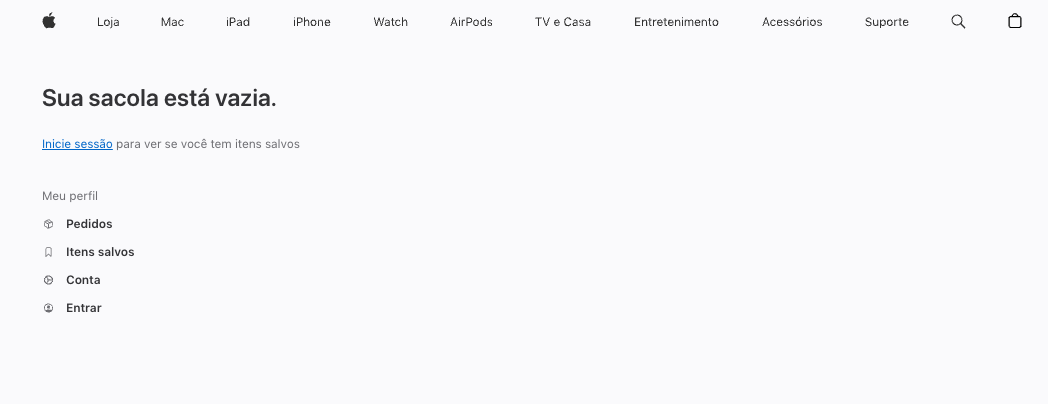 Loja Mac iPad iPhone Watch AirPods TV e Casa Entretenimento Acessórios Suporte
Sua sacola está vazia.
Inicie sessão para ver se você tem itens salvos
Meu perfil
Pedidos
Itens salvos
Conta
Entrar